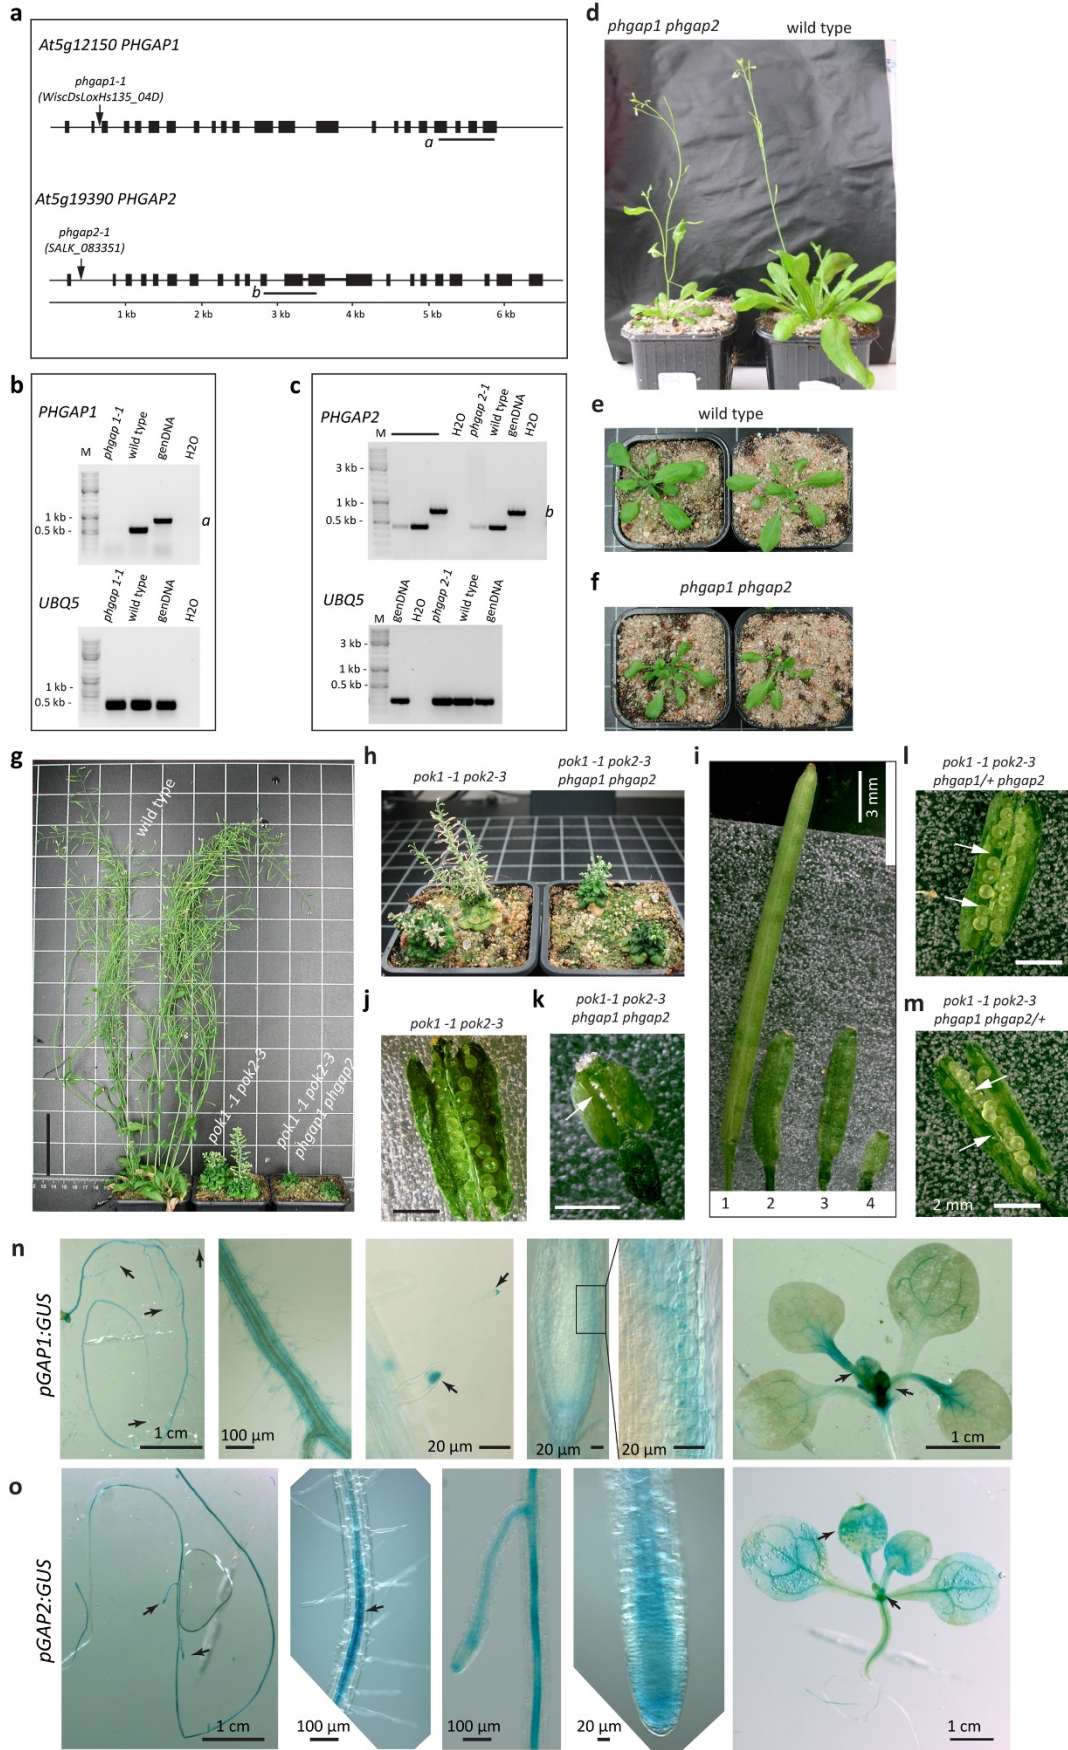 a
At5g12150 PHGAP1
phgap1-1
(WiscDsLoxHs135_04D)
a
At5g19390 PHGAP2
phgap2-1
(SALK_083351)
b
1 kb
2 kb
3 kb
4 kb
5 kb
6 kb
b
PHGAP1
M
phgap 1-1
wild type
genDNA
H2O
1 kb -
0.5 kb -
a
UBQ5
phgap 1-1
wild type
genDNA
H2O
1 kb -
0.5 kb -
c
PHGAP2
M
H2O
phgap 2-1
wild type
genDNA
H2O
3 kb -
1 kb -
0.5 kb -
b
UBQ5
M
genDNA
H2O
phgap 2-1
wild type
genDNA
3 kb -
1 kb -
0.5 kb -
d
phgap1 phgap2
wild type
e
wild type
f
phgap1 phgap2
g
wild type
pok1 -1 pok2-3
pok1 -1 pok2-3
phgap1 phgap2
h
pok1 -1 pok2-3
pok1 -1 pok2-3
phgap1 phgap2
i
3 mm
1
2
3
4
j
pok1 -1 pok2-3
k
pok1-1 pok2-3
phgap1 phgap2
l
pok1 -1 pok2-3
phgap1/+ phgap2
m
pok1 -1 pok2-3
phgap1 phgap2/+
2 mm
n
pGAP1:GUS
1 cm
100 µm
20 µm
20 µm
20 µm
1 cm
o
pGAP2:GUS
1 cm
100 µm
100 µm
20 µm
1 cm